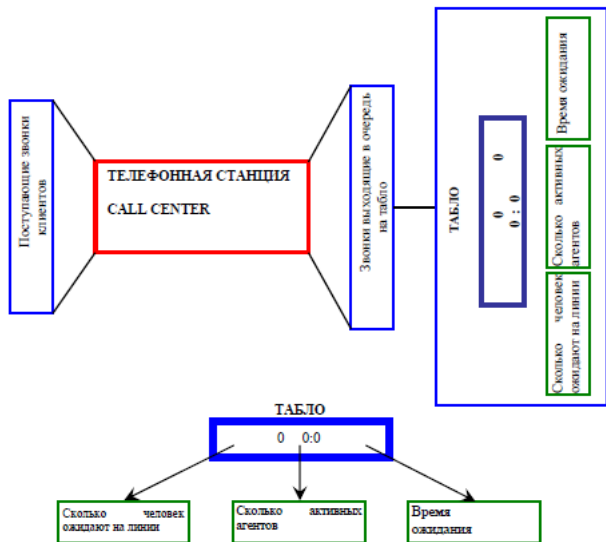 Поступающие звонки
клиентов
ТЕЛЕФОННАЯ СТАНЦИЯ
CALL CENTER
Звонки выходящие в очередь
на табло
ТАБЛО
0 0
0 : 0
Время ожидания
Сколько активных
агентов
Сколько человек
ожидают на линии
ТАБЛО
0 0:0
Сколько человек
ожидают на линии
Сколько активных
агентов
Время
ожидания